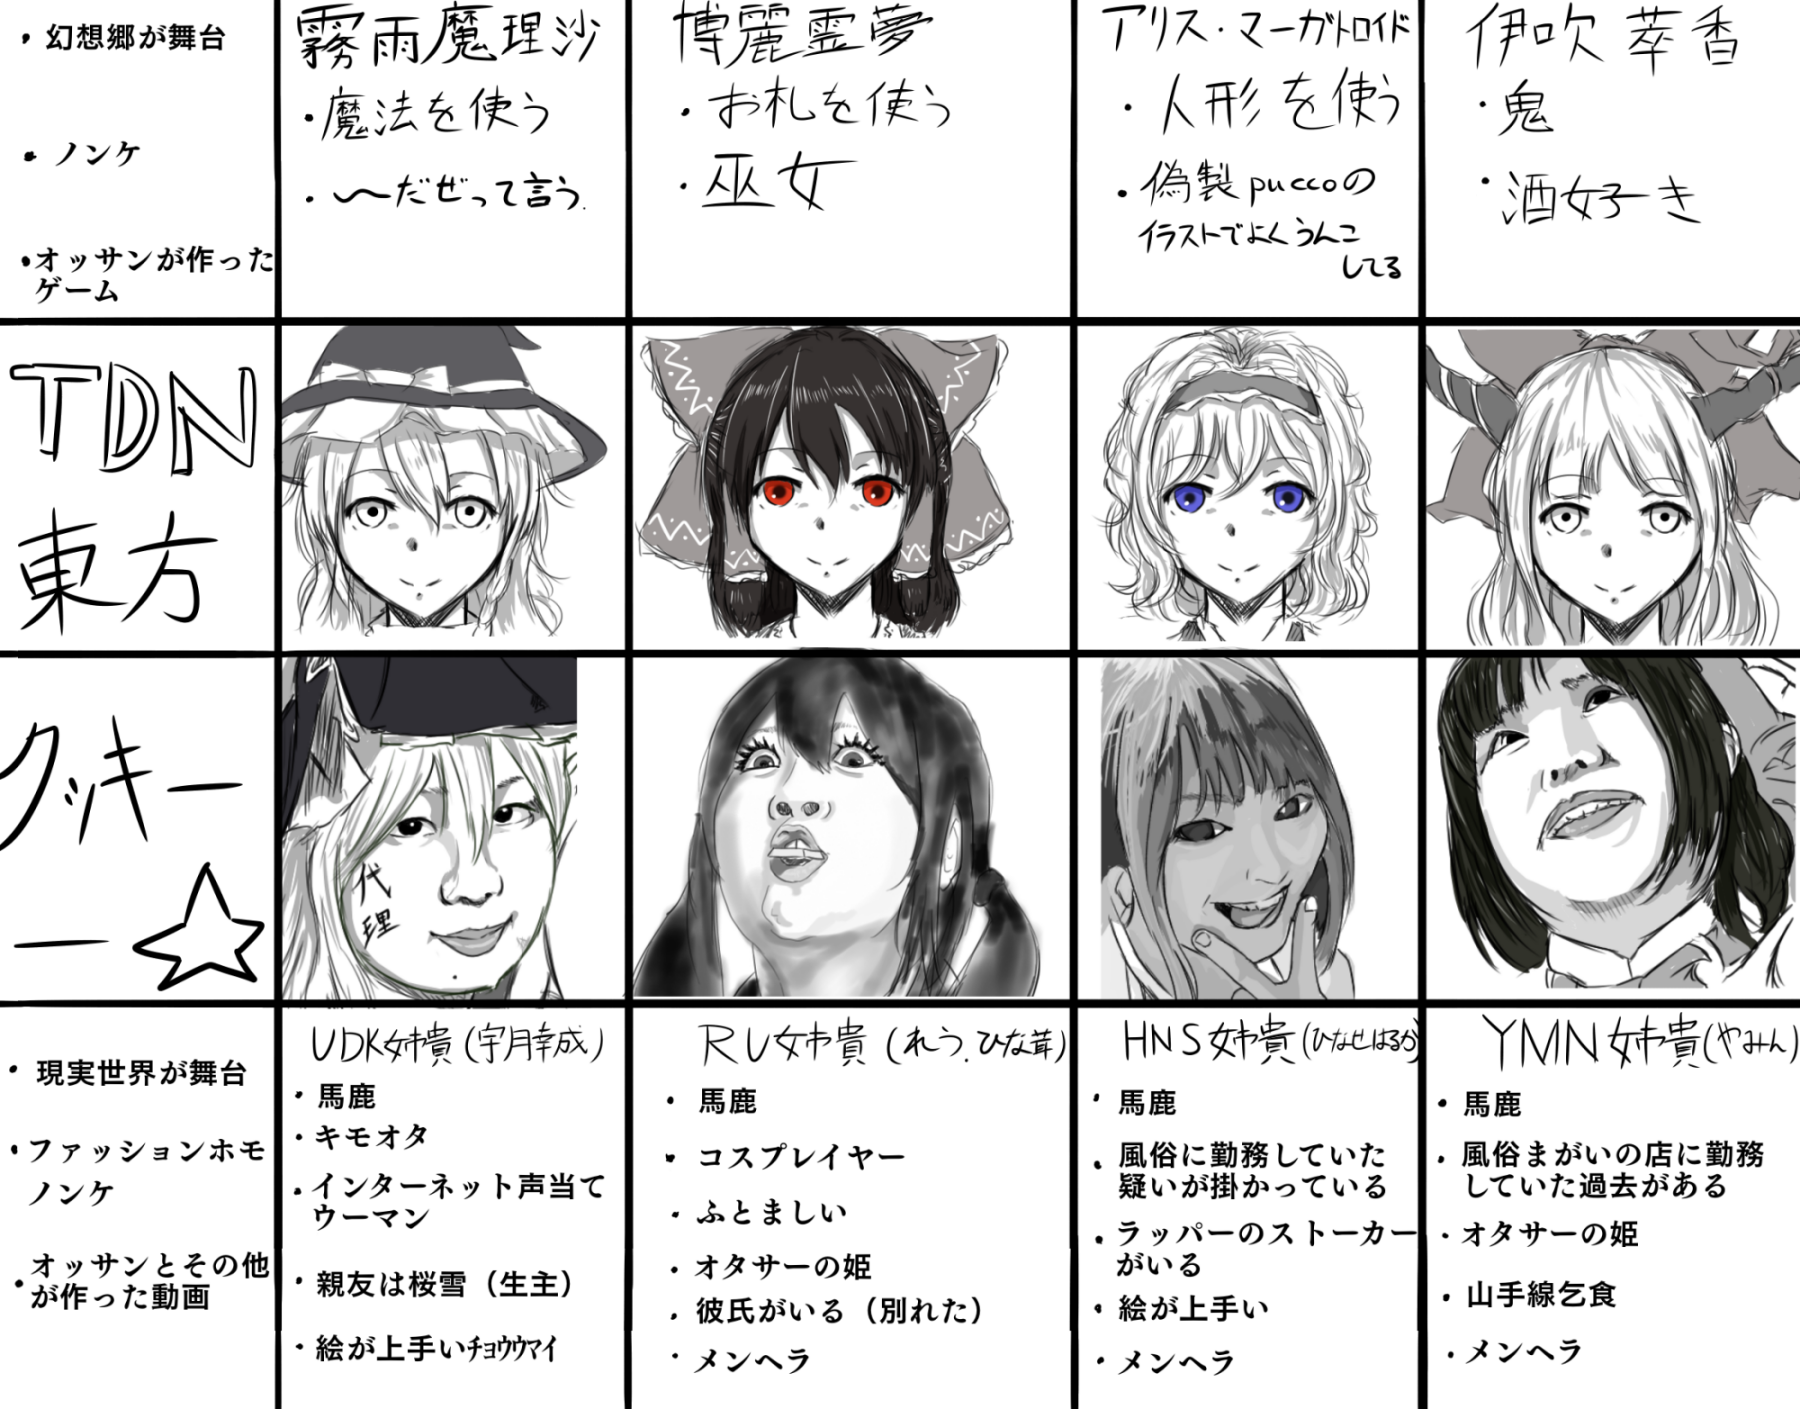 ・幻想郷が舞台
・ノンケ
・オッサンが作った
ゲーム
霧雨魔理沙
・魔法を使う
・〜だぜって言う.
博麗霊夢
・お札を使う
・巫女
アリス・マーガトロイド
・人形を使う
・偽製puccoの
イラストでよくうんこ
してる
伊吹萃香
・鬼
・酒好き
TDN
東方
クッキー
―☆
代
理
・現実世界が舞台
・ファッションホモ
ノンケ
・オッサンとその他
が作った動画
UDK姉貴(宇月幸成)
・馬鹿
・キモオタ
・インターネット声当て
ウーマン
・親友は桜雪（生主）
・絵が上手いﾁｮｳｳﾏｲ
RU姉貴(れう.ひな茸)
・馬鹿
・コスプレイヤー
・ふとましい
・オタサーの姫
・彼氏がいる（別れた）
・メンヘラ
HNS姉貴(ひなせはるか)
・馬鹿
・風俗に勤務していた
疑いが掛かっている
・ラッパーのストーカー
がいる
・絵が上手い
・メンヘラ
YMN姉貴(やみん)
・馬鹿
・風俗まがいの店に勤務
していた過去がある
・オタサーの姫
・山手線乞食
・メンヘラ